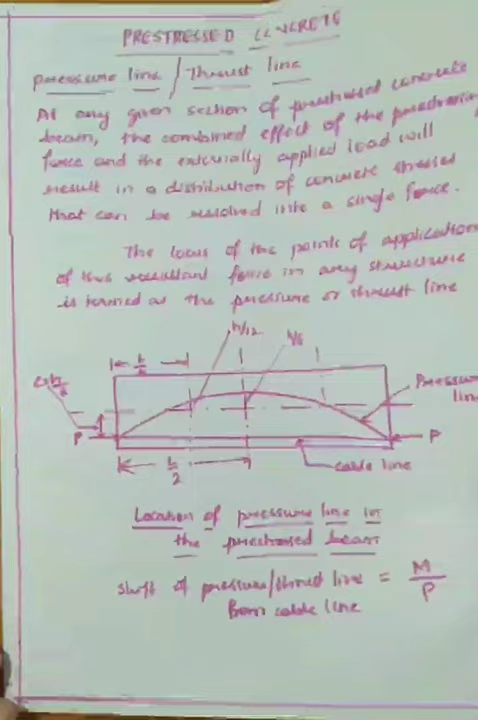 PRESTRESSED CONCRETE
pressure line / Thrust line
At any given section of prestressed concrete
beam, the combined effect of the prestressing
force and the externally applied load will
result in a distribution of concrete stresses
that can be resolved into a single force.
The locus of the points of application
of this resultant force in any structure
is termed as the pressure or thrust line
h/12
h/6
Pressure
line
P
P
L/2
cable line
Location of pressure line in
the prestressed beam
shift of pressure/thrust line = M/P
from cable line